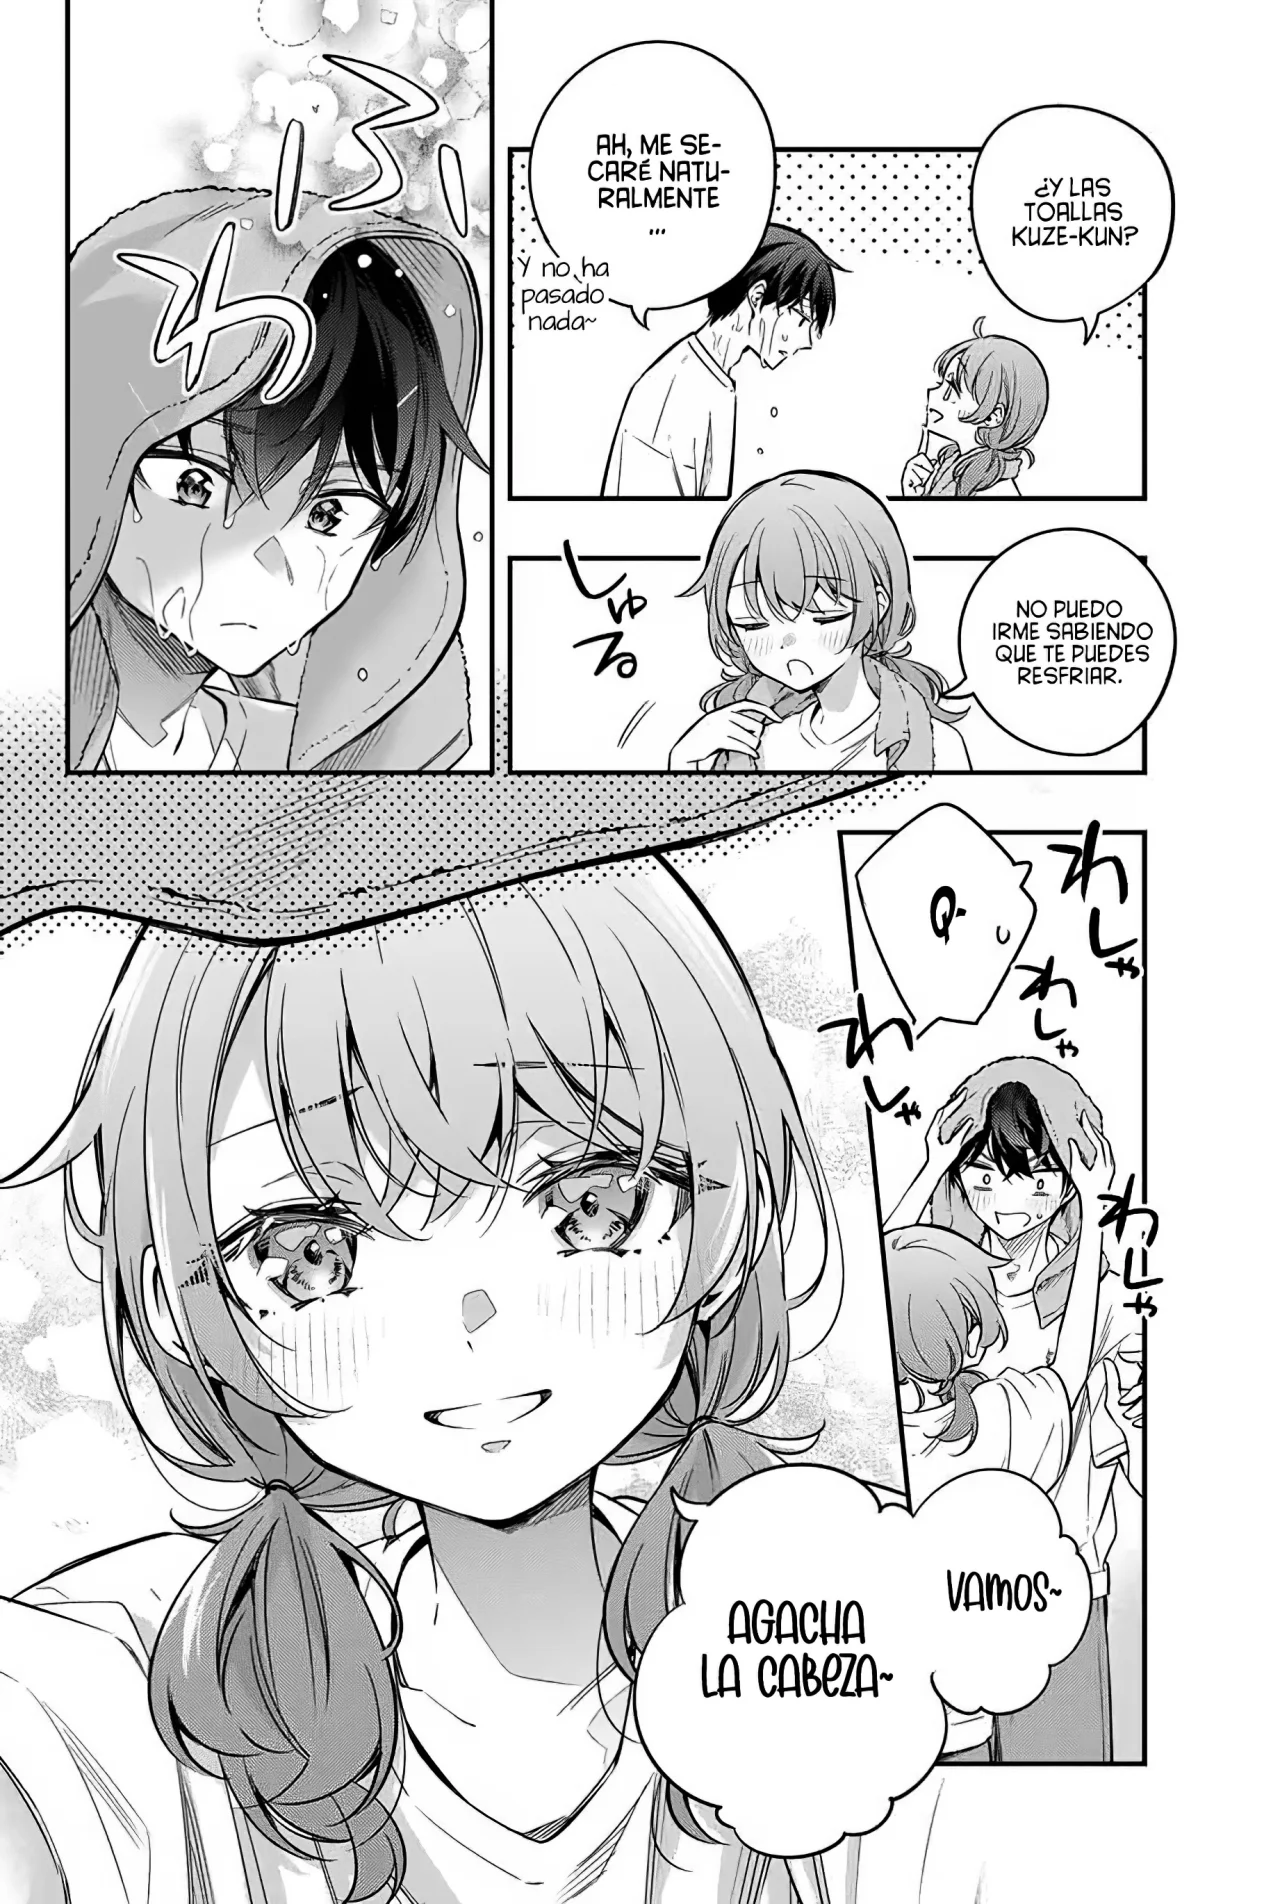 ¿Y LAS
TOALLAS
KUZE-KUN?
AH, ME SE-
CARÉ NATU-
RALMENTE
...
Y no ha
pasado
nada~
NO PUEDO
IRME SABIENDO
QUE TE PUEDES
RESFRIAR.
しゅる
ふわ
Q-
わしゃ
わしゃ
わしゃ
わしゃ
VAMOS~
AGACHA
LA CABEZA~